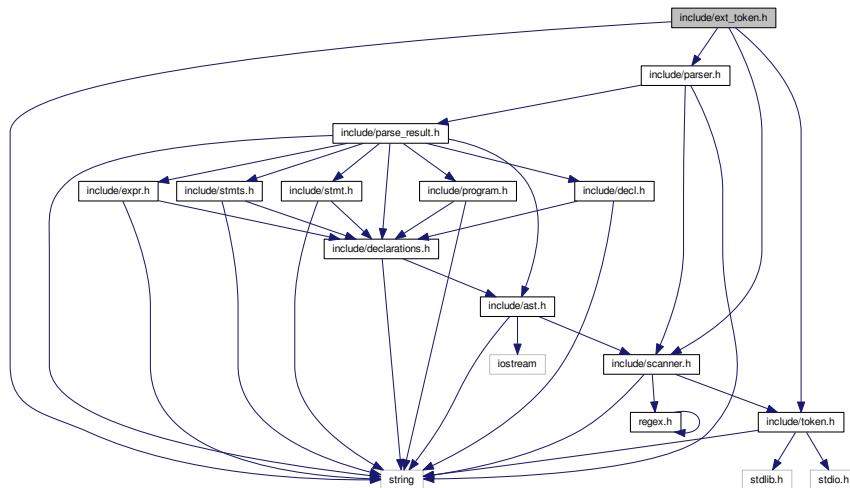 include/ext_token.h
include/parser.h
include/parse_result.h
include/expr.h
include/stmts.h
include/stmt.h
include/program.h
include/decl.h
include/declarations.h
include/ast.h
iostream
include/scanner.h
regex.h
include/token.h
string
stdlib.h
stdio.h